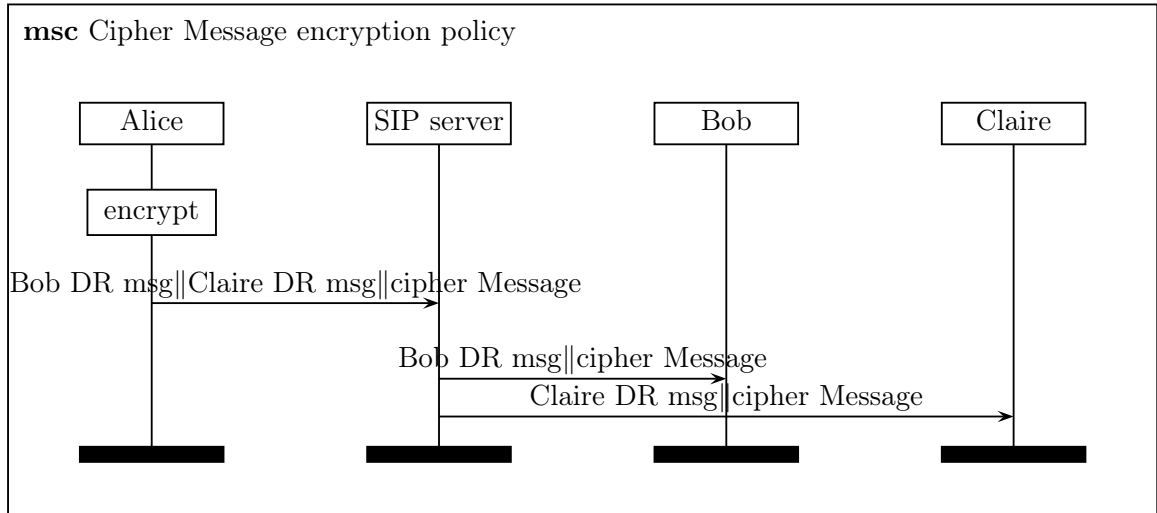 msc Cipher Message encryption policy
Alice SIP server Bob Claire
encrypt
Bob DR msg‖Claire DR msg‖cipher Message
Bob DR msg‖cipher Message
Claire DR msg‖cipher Message